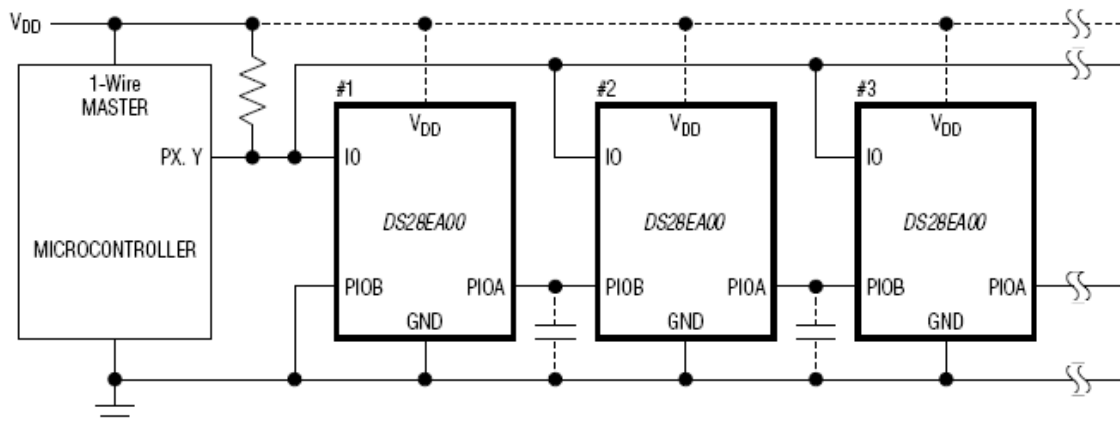 VDD
1-Wire
MASTER
PX. Y
MICROCONTROLLER
#1
VDD
IO
DS28EA00
PIOB PIOA
GND
#2
VDD
IO
DS28EA00
PIOB PIOA
GND
#3
VDD
IO
DS28EA00
PIOB PIOA
GND